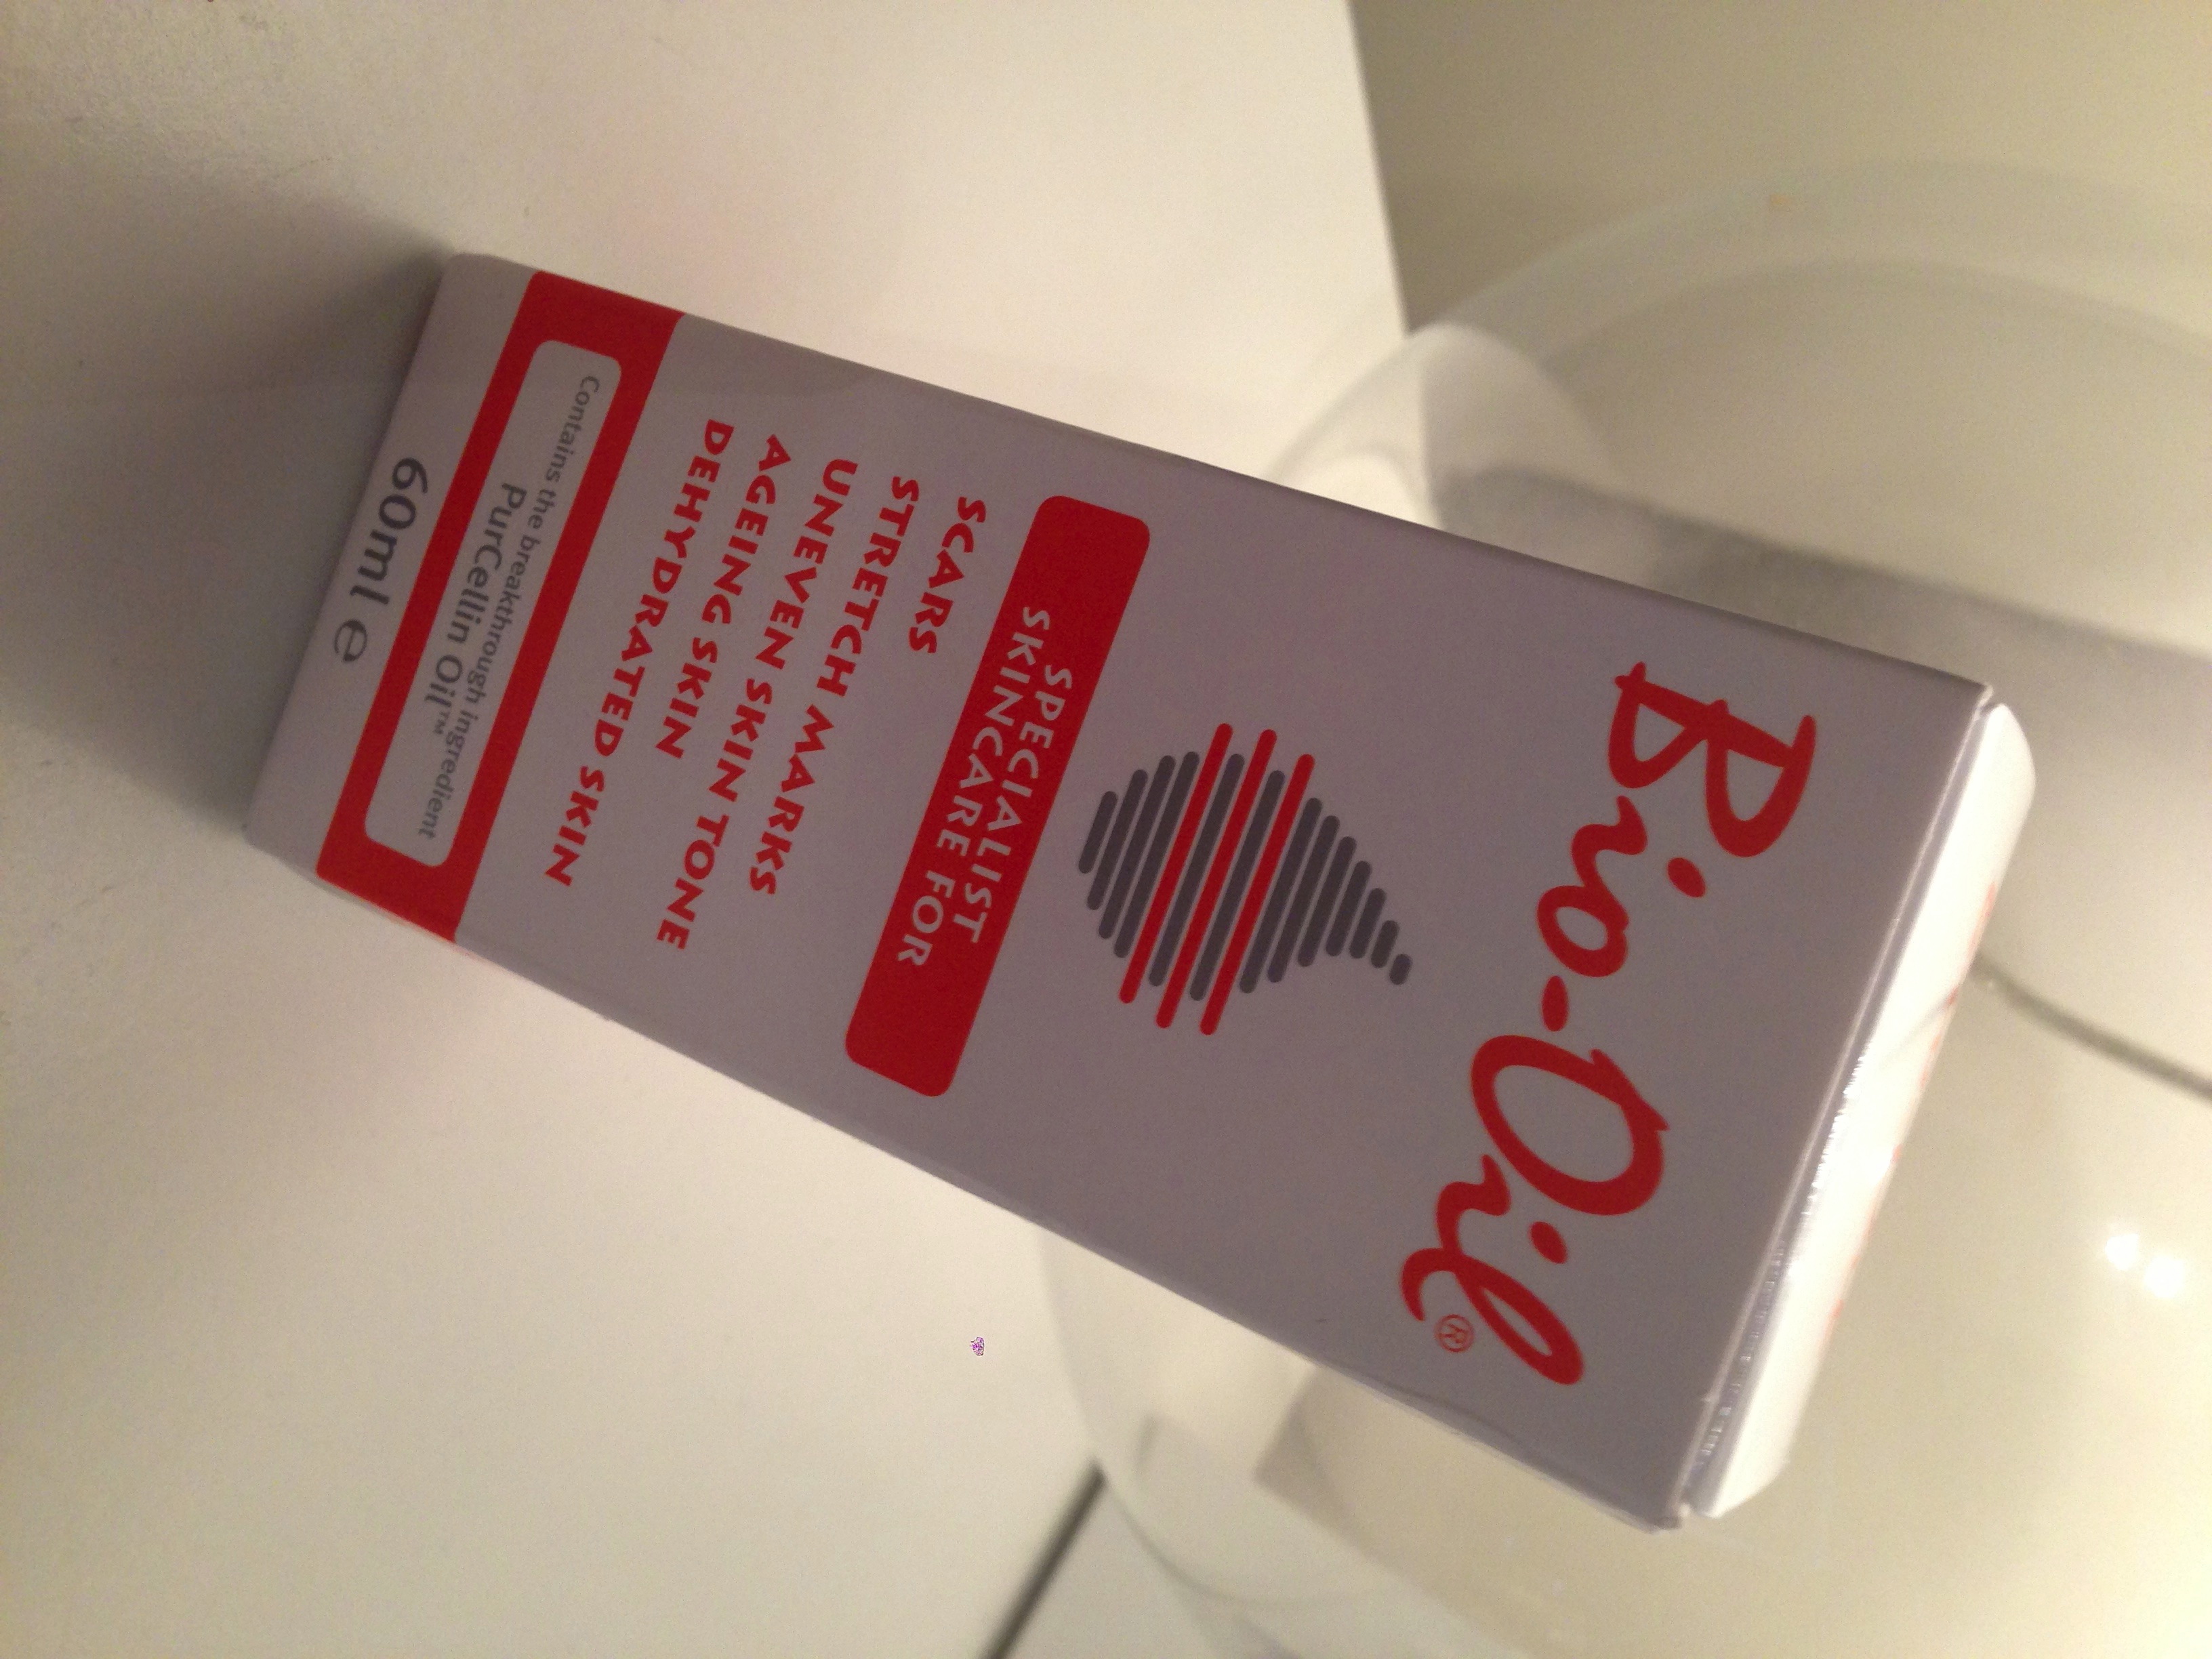 Bio-Oil®
SPECIALIST
SKINCARE FOR
SCARS
STRETCH MARKS
UNEVEN SKIN TONE
AGEING SKIN
DEHYDRATED SKIN
Contains the breakthrough ingredient
PurCellin Oil™
60ml e